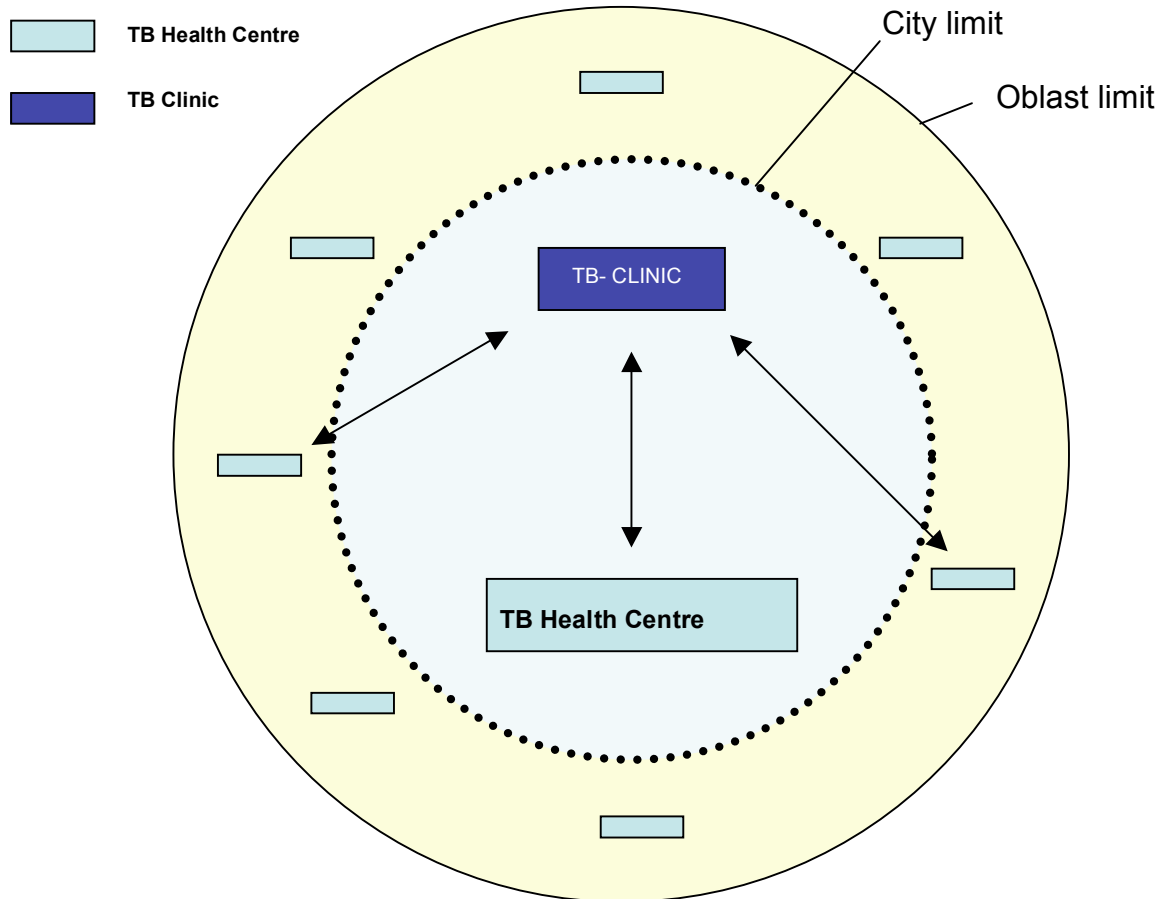 TB Health Centre
TB Clinic
City limit
Oblast limit
TB- CLINIC
TB Health Centre